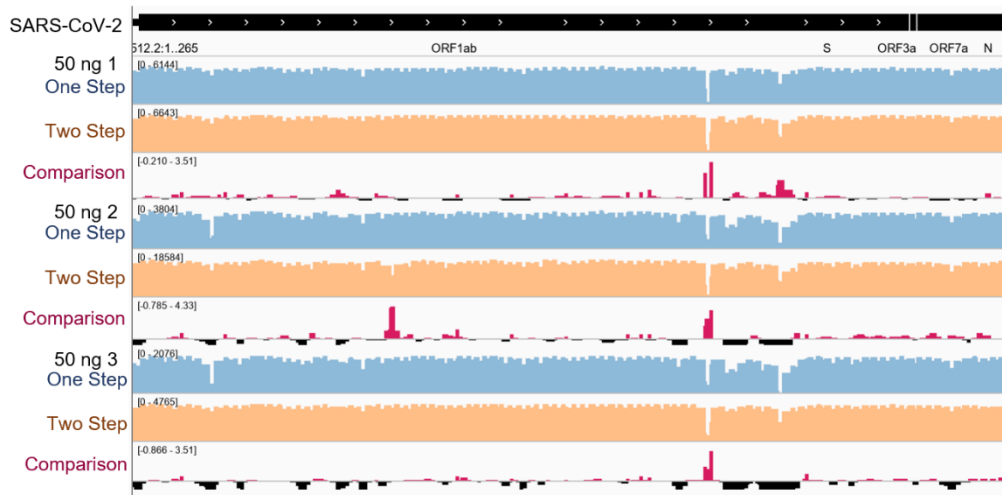 SARS-CoV-2
512.2:1..265 ORF1ab S ORF3a ORF7a N
50 ng 1
[0 - 6144]
One Step
[0 - 6643]
Two Step
[-0.210 - 3.51]
Comparison
50 ng 2
[0 - 3804]
One Step
[0 - 18584]
Two Step
[-0.785 - 4.33]
Comparison
50 ng 3
[0 - 2076]
One Step
[0 - 4765]
Two Step
[-0.866 - 3.51]
Comparison